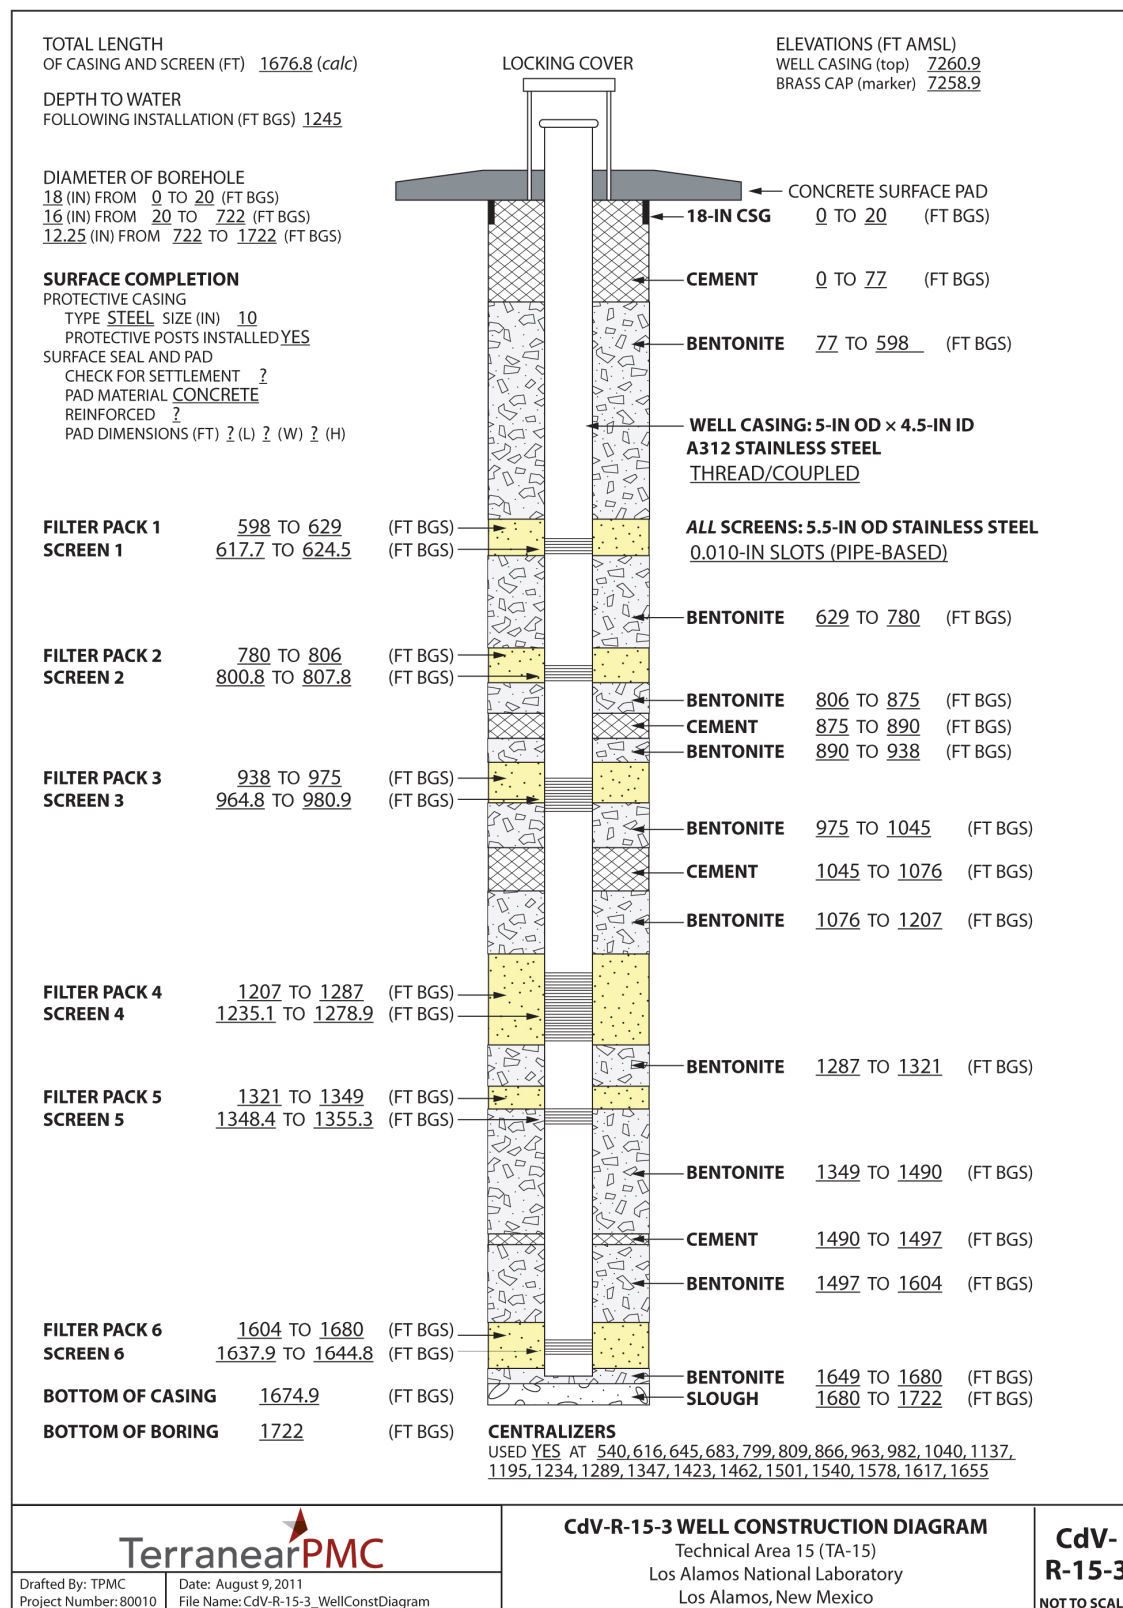 TOTAL LENGTH
OF CASING AND SCREEN (FT) 1676.8 (calc)
DEPTH TO WATER
FOLLOWING INSTALLATION (FT BGS) 1245
DIAMETER OF BOREHOLE
18 (IN) FROM 0 TO 20 (FT BGS)
16 (IN) FROM 20 TO 722 (FT BGS)
12.25 (IN) FROM 722 TO 1722 (FT BGS)
SURFACE COMPLETION
PROTECTIVE CASING
TYPE STEEL SIZE (IN) 10
PROTECTIVE POSTS INSTALLED YES
SURFACE SEAL AND PAD
CHECK FOR SETTLEMENT ?
PAD MATERIAL CONCRETE
REINFORCED ?
PAD DIMENSIONS (FT) ? (L) ? (W) ? (H)
LOCKING COVER
ELEVATIONS (FT AMSL)
WELL CASING (top) 7260.9
BRASS CAP (marker) 7258.9
CONCRETE SURFACE PAD
18-IN CSG 0 TO 20 (FT BGS)
CEMENT 0 TO 77 (FT BGS)
BENTONITE 77 TO 598 (FT BGS)
WELL CASING: 5-IN OD × 4.5-IN ID
A312 STAINLESS STEEL
THREAD/COUPLED
FILTER PACK 1 598 TO 629 (FT BGS)
SCREEN 1 617.7 TO 624.5 (FT BGS)
ALL SCREENS: 5.5-IN OD STAINLESS STEEL
0.010-IN SLOTS (PIPE-BASED)
BENTONITE 629 TO 780 (FT BGS)
FILTER PACK 2 780 TO 806 (FT BGS)
SCREEN 2 800.8 TO 807.8 (FT BGS)
BENTONITE 806 TO 875 (FT BGS)
CEMENT 875 TO 890 (FT BGS)
BENTONITE 890 TO 938 (FT BGS)
FILTER PACK 3 938 TO 975 (FT BGS)
SCREEN 3 964.8 TO 980.9 (FT BGS)
BENTONITE 975 TO 1045 (FT BGS)
CEMENT 1045 TO 1076 (FT BGS)
BENTONITE 1076 TO 1207 (FT BGS)
FILTER PACK 4 1207 TO 1287 (FT BGS)
SCREEN 4 1235.1 TO 1278.9 (FT BGS)
BENTONITE 1287 TO 1321 (FT BGS)
FILTER PACK 5 1321 TO 1349 (FT BGS)
SCREEN 5 1348.4 TO 1355.3 (FT BGS)
BENTONITE 1349 TO 1490 (FT BGS)
CEMENT 1490 TO 1497 (FT BGS)
BENTONITE 1497 TO 1604 (FT BGS)
FILTER PACK 6 1604 TO 1680 (FT BGS)
SCREEN 6 1637.9 TO 1644.8 (FT BGS)
BENTONITE 1649 TO 1680 (FT BGS)
SLOUGH 1680 TO 1722 (FT BGS)
BOTTOM OF CASING 1674.9 (FT BGS)
BOTTOM OF BORING 1722 (FT BGS)
CENTRALIZERS
USED YES AT 540, 616, 645, 683, 799, 809, 866, 963, 982, 1040, 1137,
1195, 1234, 1289, 1347, 1423, 1462, 1501, 1540, 1578, 1617, 1655
TerranearPMC
Drafted By: TPMC
Project Number: 80010
Date: August 9, 2011
File Name: CdV-R-15-3_WellConstDiagram
CdV-R-15-3 WELL CONSTRUCTION DIAGRAM
Technical Area 15 (TA-15)
Los Alamos National Laboratory
Los Alamos, New Mexico
CdV-
R-15-3
NOT TO SCAL